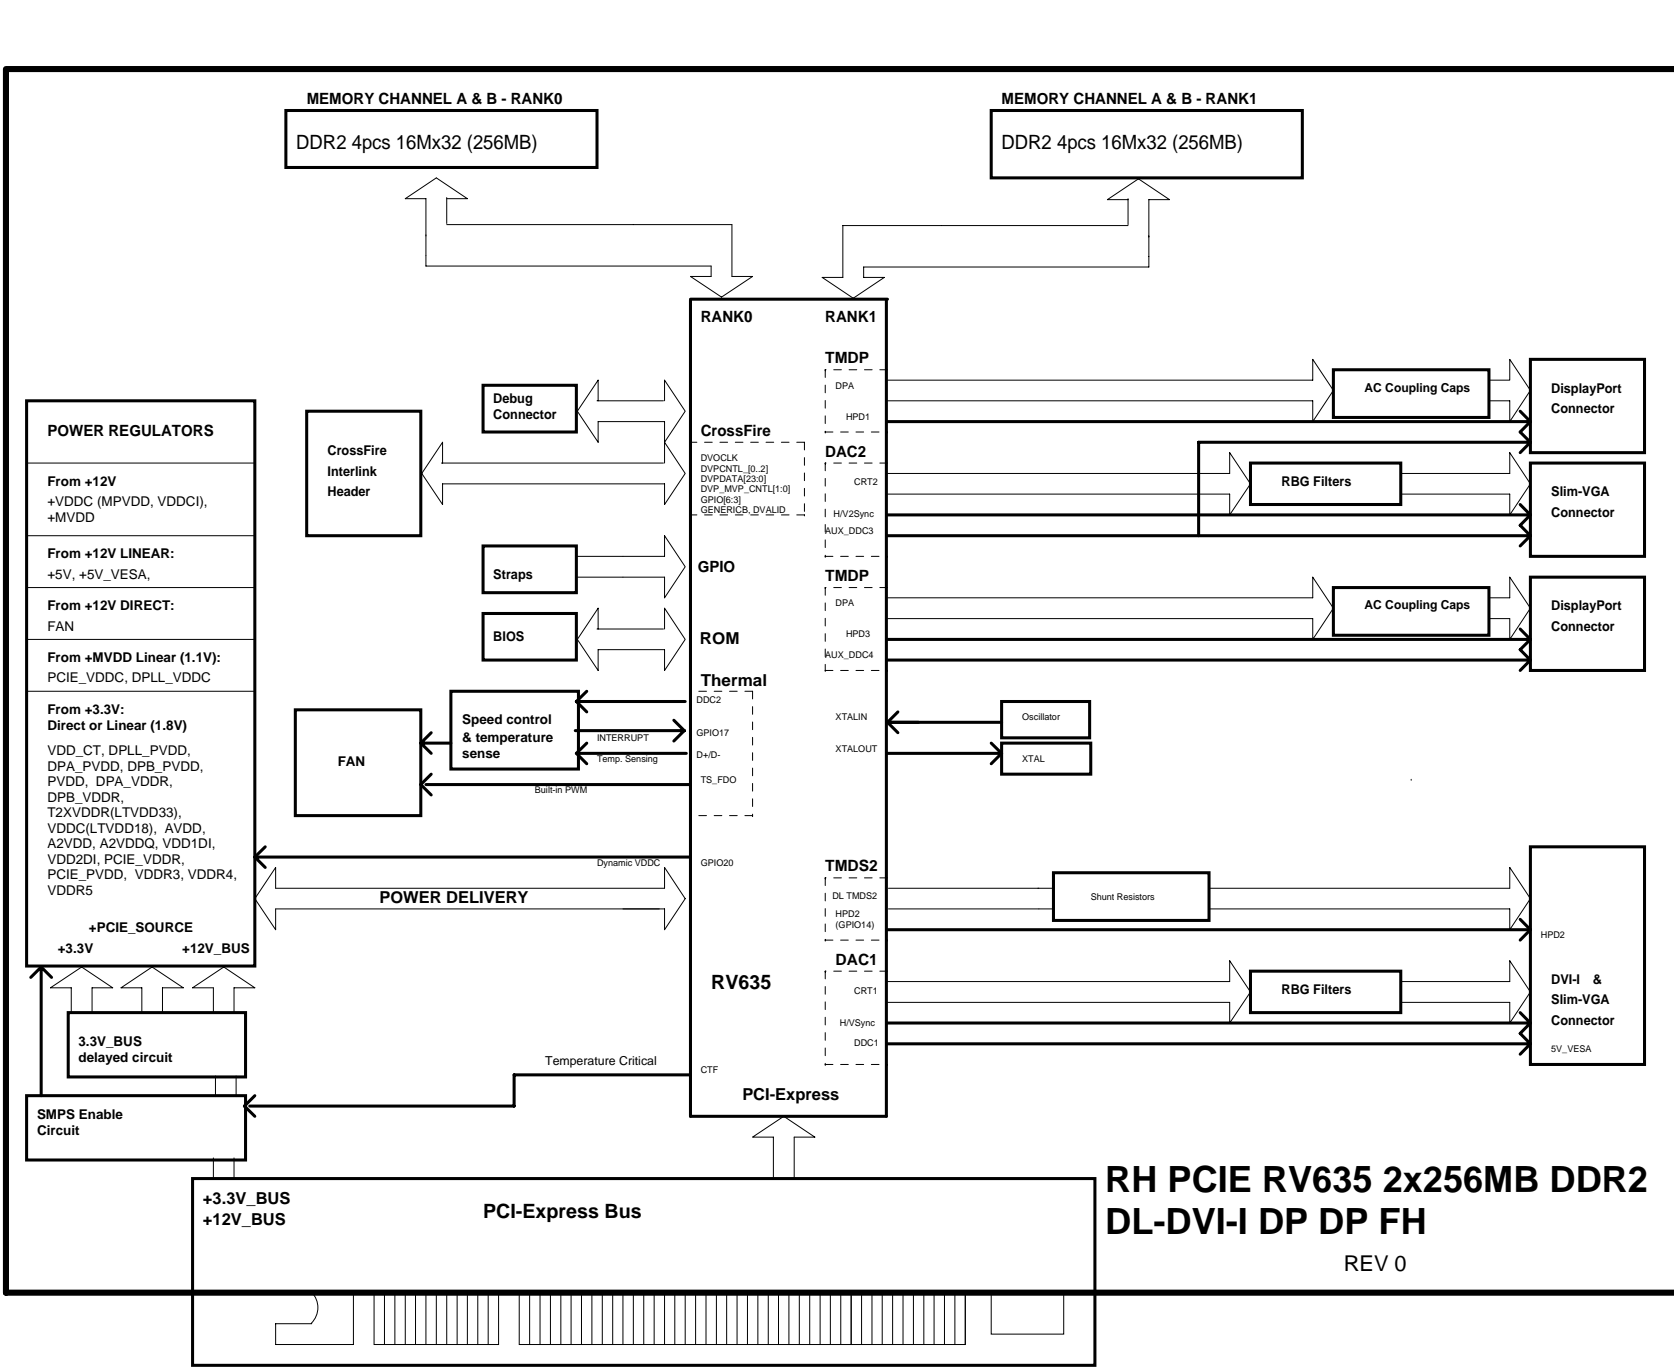 MEMORY CHANNEL A & B - RANK0
DDR2 4pcs 16Mx32 (256MB)
MEMORY CHANNEL A & B - RANK1
DDR2 4pcs 16Mx32 (256MB)
POWER REGULATORS
From +12V
+VDDC (MPVDD, VDDCI),
+MVDD
From +12V LINEAR:
+5V, +5V_VESA,
From +12V DIRECT:
FAN
From +MVDD Linear (1.1V):
PCIE_VDDC, DPLL_VDDC
From +3.3V:
Direct or Linear (1.8V)
VDD_CT, DPLL_PVDD,
DPA_PVDD, DPB_PVDD,
PVDD, DPA_VDDR,
DPB_VDDR,
T2XVDDR(LTVDD33),
VDDC(LTVDD18), AVDD,
A2VDD, A2VDDQ, VDD1DI,
VDD2DI, PCIE_VDDR,
PCIE_PVDD, VDDR3, VDDR4,
VDDR5
+PCIE_SOURCE
+3.3V
+12V_BUS
3.3V_BUS
delayed circuit
SMPS Enable
Circuit
CrossFire
Interlink
Header
Debug
Connector
Straps
BIOS
FAN
Speed control
& temperature
sense
INTERRUPT
Temp. Sensing
Built-in PWM
Dynamic VDDC
POWER DELIVERY
Temperature Critical
RANK0
RANK1
CrossFire
DVOCLK
DVPCNTL_[0..2]
DVPDATA[23:0]
DVP_MVP_CNTL[1:0]
GPIO[6:3]
GENERICB, DVALID
GPIO
ROM
Thermal
DDC2
GPIO17
D+/D-
TS_FDO
GPIO20
RV635
CTF
PCI-Express
TMDP
DPA
HPD1
DAC2
CRT2
H/V2Sync
AUX_DDC3
TMDP
DPA
HPD3
AUX_DDC4
XTALIN
XTALOUT
TMDS2
DL TMDS2
HPD2
(GPIO14)
DAC1
CRT1
H/VSync
DDC1
AC Coupling Caps
DisplayPort
Connector
RBG Filters
Slim-VGA
Connector
AC Coupling Caps
DisplayPort
Connector
Oscillator
XTAL
Shunt Resistors
RBG Filters
HPD2
DVI-I &
Slim-VGA
Connector
5V_VESA
+3.3V_BUS
+12V_BUS
PCI-Express Bus
RH PCIE RV635 2x256MB DDR2
DL-DVI-I DP DP FH
REV 0